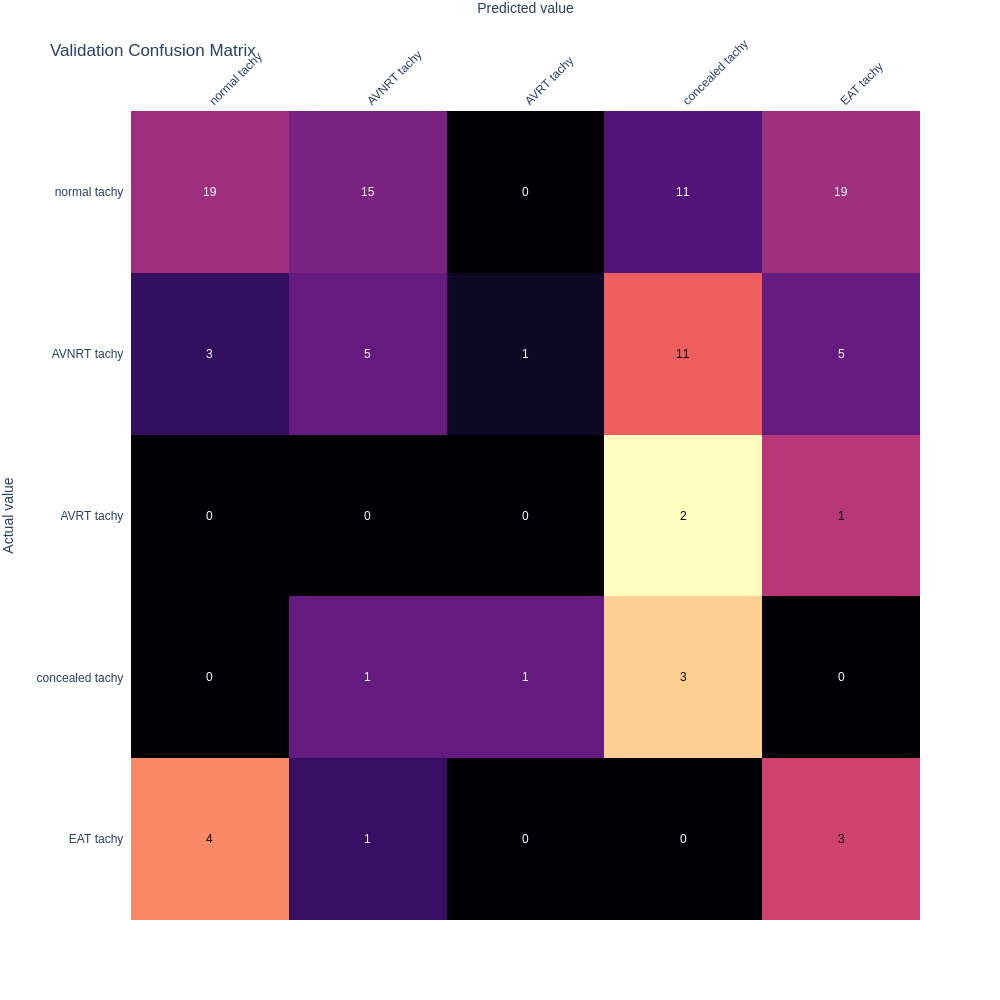 Predicted value
Validation Confusion Matrix
normal tachy AVNRT tachy AVRT tachy concealed tachy EAT tachy
normal tachy 19 15 0 11 19
AVNRT tachy 3 5 1 11 5
AVRT tachy 0 0 0 2 1
concealed tachy 0 1 1 3 0
EAT tachy 4 1 0 0 3
Actual value